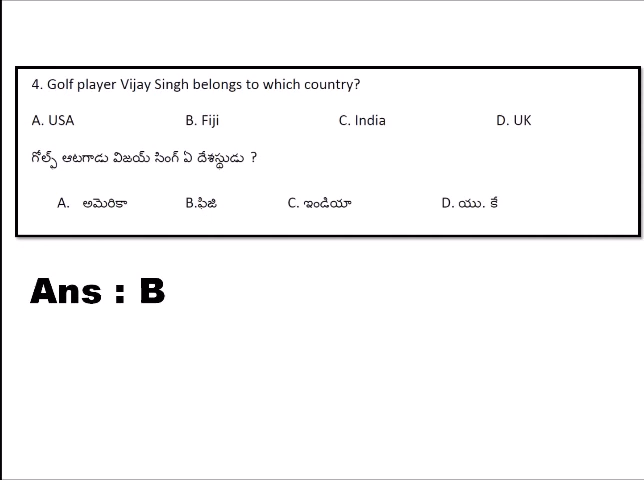 4. Golf player Vijay Singh belongs to which country?
A. USA B. Fiji C. India D. UK
గోల్ఫ్ ఆటగాడు విజయ్ సింగ్ ఏ దేశస్థుడు ?
A. అమెరికా B.ఫిజి C. ఇండియా D. యు. కే
Ans : B